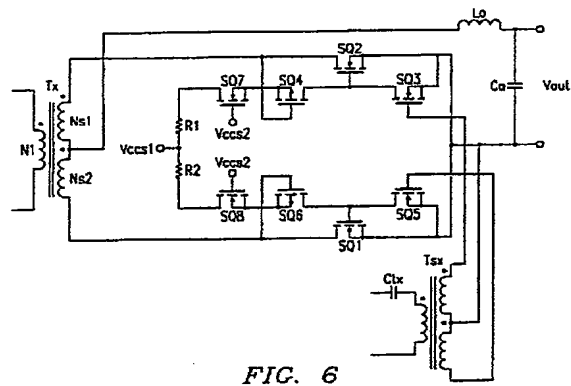 Lo
SQ2
Tx
SQ7
SQ4
SQ3
Co
Vout
Ns1
R1
Vccs2
N1
Vccs1
Vccs2
R2
Ns2
SQ8
SQ6
SQ5
SQ1
Tsx
Clx
FIG. 6